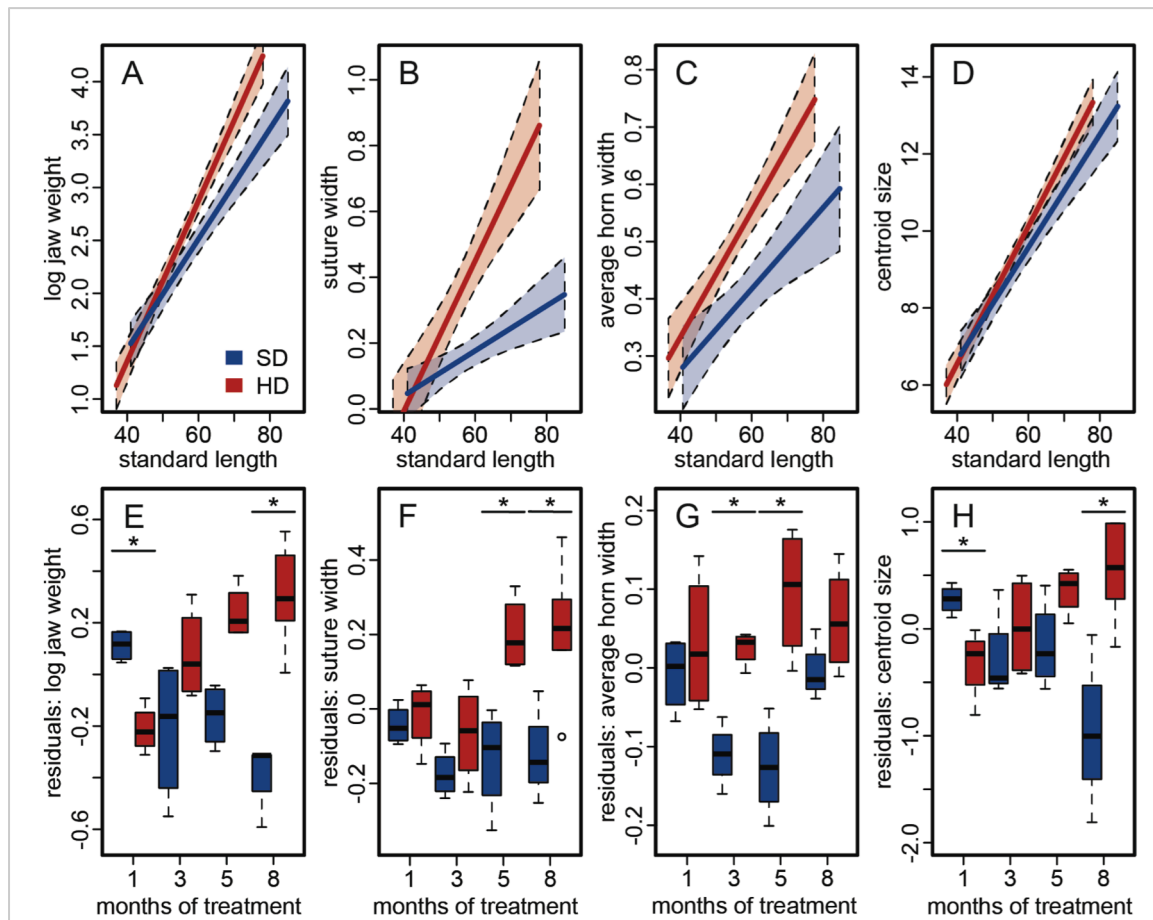 A
B
C
D
log jaw weight
1.0
1.5
2.0
2.5
3.0
3.5
4.0
SD
HD
40
60
80
standard length
suture width
0.0
0.2
0.4
0.6
0.8
1.0
40
60
80
standard length
average horn width
0.3
0.4
0.5
0.6
0.7
0.8
40
60
80
standard length
centroid size
6
8
10
12
14
40
60
80
standard length
E
F
G
H
residuals: log jaw weight
-0.6
-0.2
0.2
0.6
*
*
1
3
5
8
months of treatment
residuals: suture width
-0.2
0.0
0.2
0.4
*
*
1
3
5
8
months of treatment
residuals: average horn width
-0.2
-0.1
0.0
0.1
0.2
*
*
1
3
5
8
months of treatment
residuals: centroid size
-2.0
-1.0
0.0
1.0
*
*
1
3
5
8
months of treatment